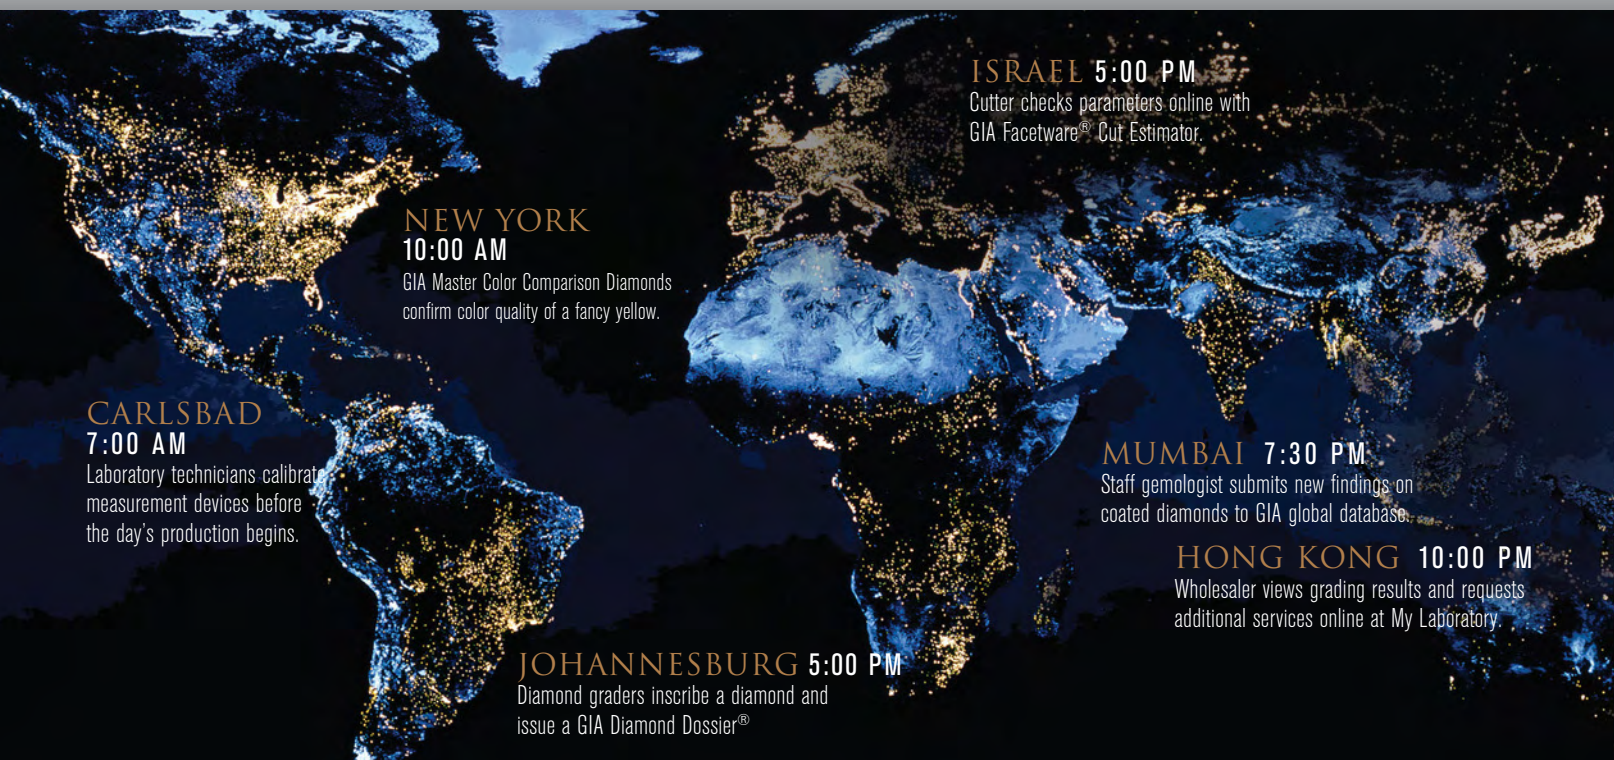 ISRAEL 5:00 PM
Cutter checks parameters online with
GIA Facetware® Cut Estimator.
NEW YORK
10:00 AM
GIA Master Color Comparison Diamonds
confirm color quality of a fancy yellow.
CARLSBAD
7:00 AM
Laboratory technicians calibrate
measurement devices before
the day's production begins.
MUMBAI 7:30 PM
Staff gemologist submits new findings on
coated diamonds to GIA global database.
HONG KONG 10:00 PM
Wholesaler views grading results and requests
additional services online at My Laboratory.
JOHANNESBURG 5:00 PM
Diamond graders inscribe a diamond and
issue a GIA Diamond Dossier®